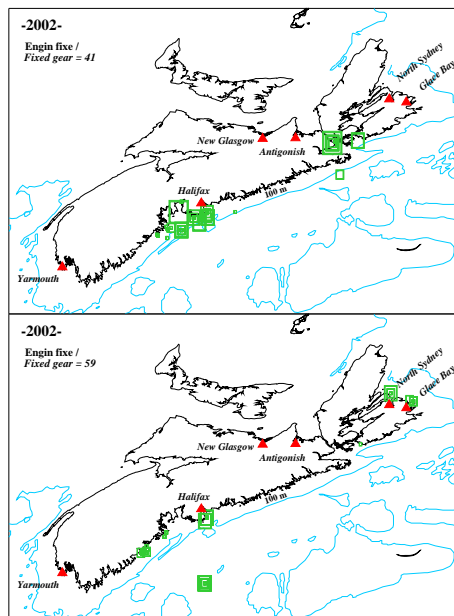 -2002-
Engin fixe /
Fixed gear = 41
North Sydney
Glace Bay
New Glasgow
Antigonish
Halifax
100 m
Yarmouth
-2002-
Engin fixe /
Fixed gear = 59
North Sydney
Glace Bay
New Glasgow
Antigonish
Halifax
100 m
Yarmouth